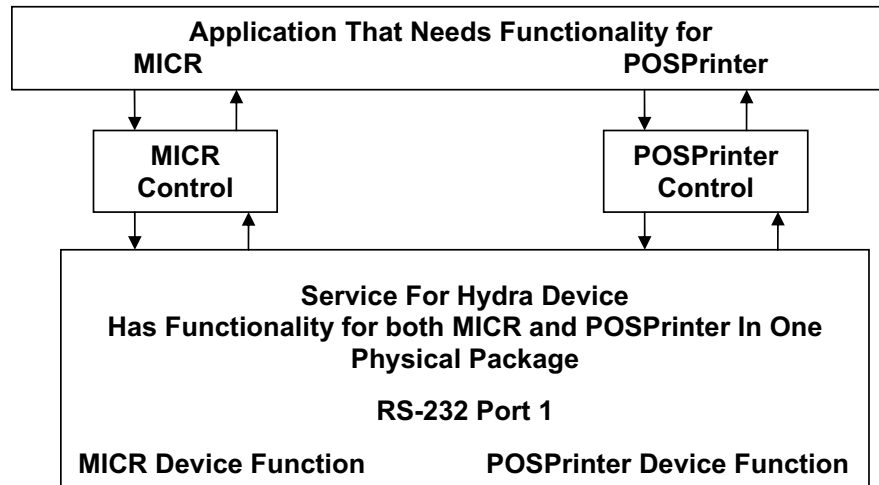 Application That Needs Functionality for
MICR POSPrinter
MICR
Control
POSPrinter
Control
Service For Hydra Device
Has Functionality for both MICR and POSPrinter In One
Physical Package
RS-232 Port 1
MICR Device Function POSPrinter Device Function